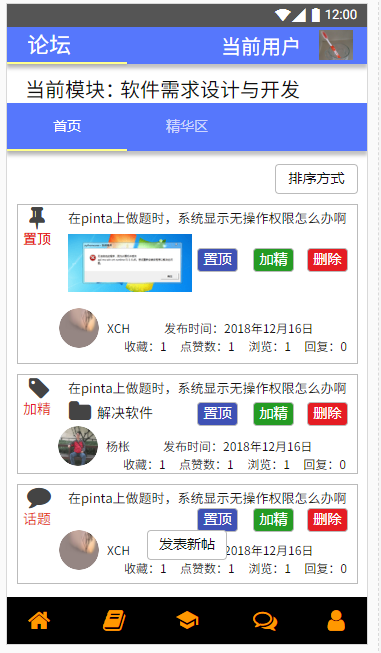 12:00
论坛 当前用户
当前模块：软件需求设计与开发
首页 精华区
排序方式
在pinta上做题时，系统显示无操作权限怎么办啊
置顶
置顶 加精 删除
XCH 发布时间：2018年12月16日
收藏：1 点赞数：1 浏览：1 回复：0
在pinta上做题时，系统显示无操作权限怎么办啊
加精 解决软件 置顶 加精 删除
杨枨 发布时间：2018年12月16日
收藏：1 点赞数：1 浏览：1 回复：0
在pinta上做题时，系统显示无操作权限怎么办啊
话题 置顶 加精 删除
XCH 发表新帖 2018年12月16日
收藏：1 点赞数：1 浏览：1 回复：0